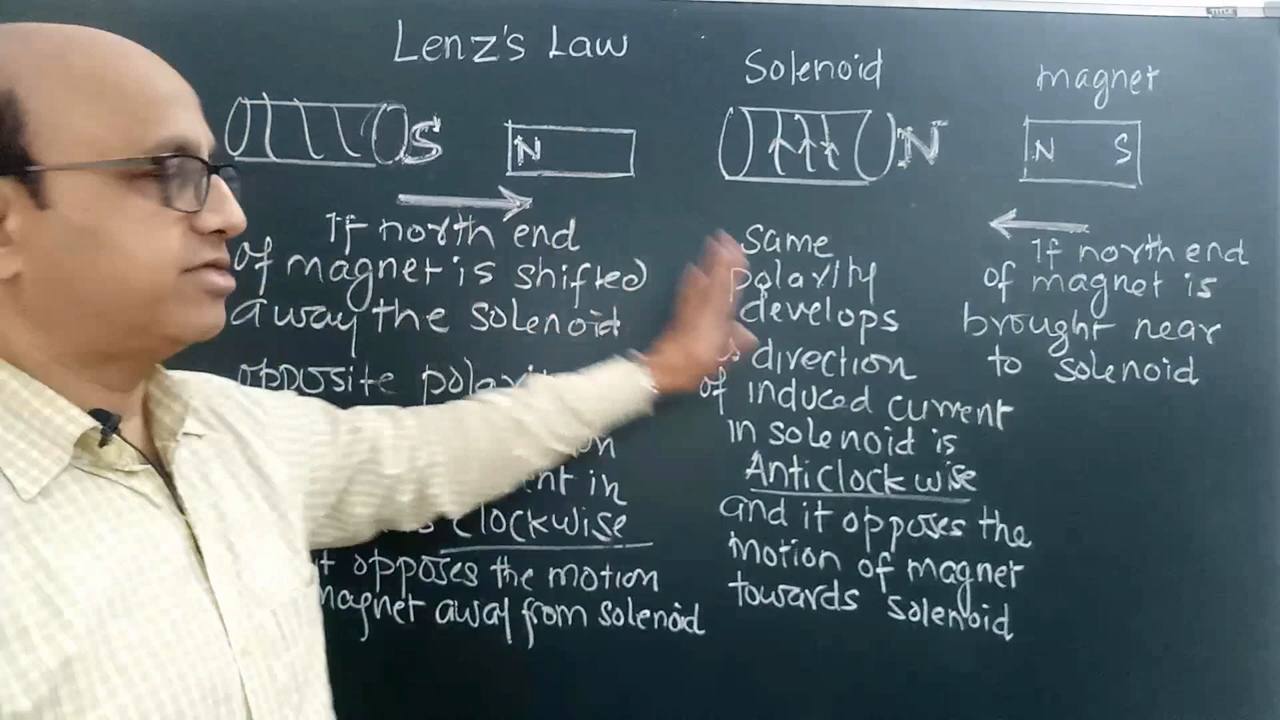 Lenz's Law
S
N
If north end
of magnet is shifted
away the solenoid
opposite
in
clockwise
opposes the motion
magnet away from solenoid
Solenoid
N
Same
polarity
develops
direction
of induced current
in solenoid is
Anticlockwise
and it opposes the
motion of magnet
towards solenoid
magnet
N S
If north end
of magnet is
brought near
to solenoid